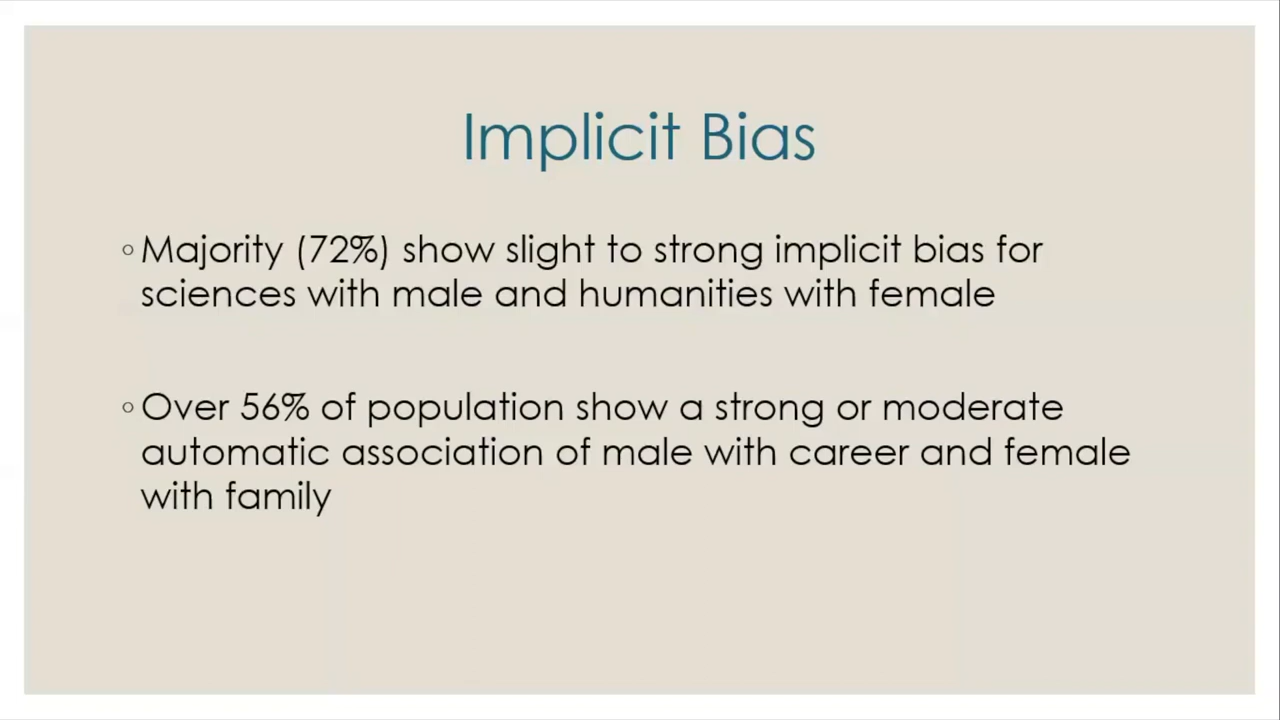 Implicit Bias
◦ Majority (72%) show slight to strong implicit bias for
sciences with male and humanities with female
◦ Over 56% of population show a strong or moderate
automatic association of male with career and female
with family